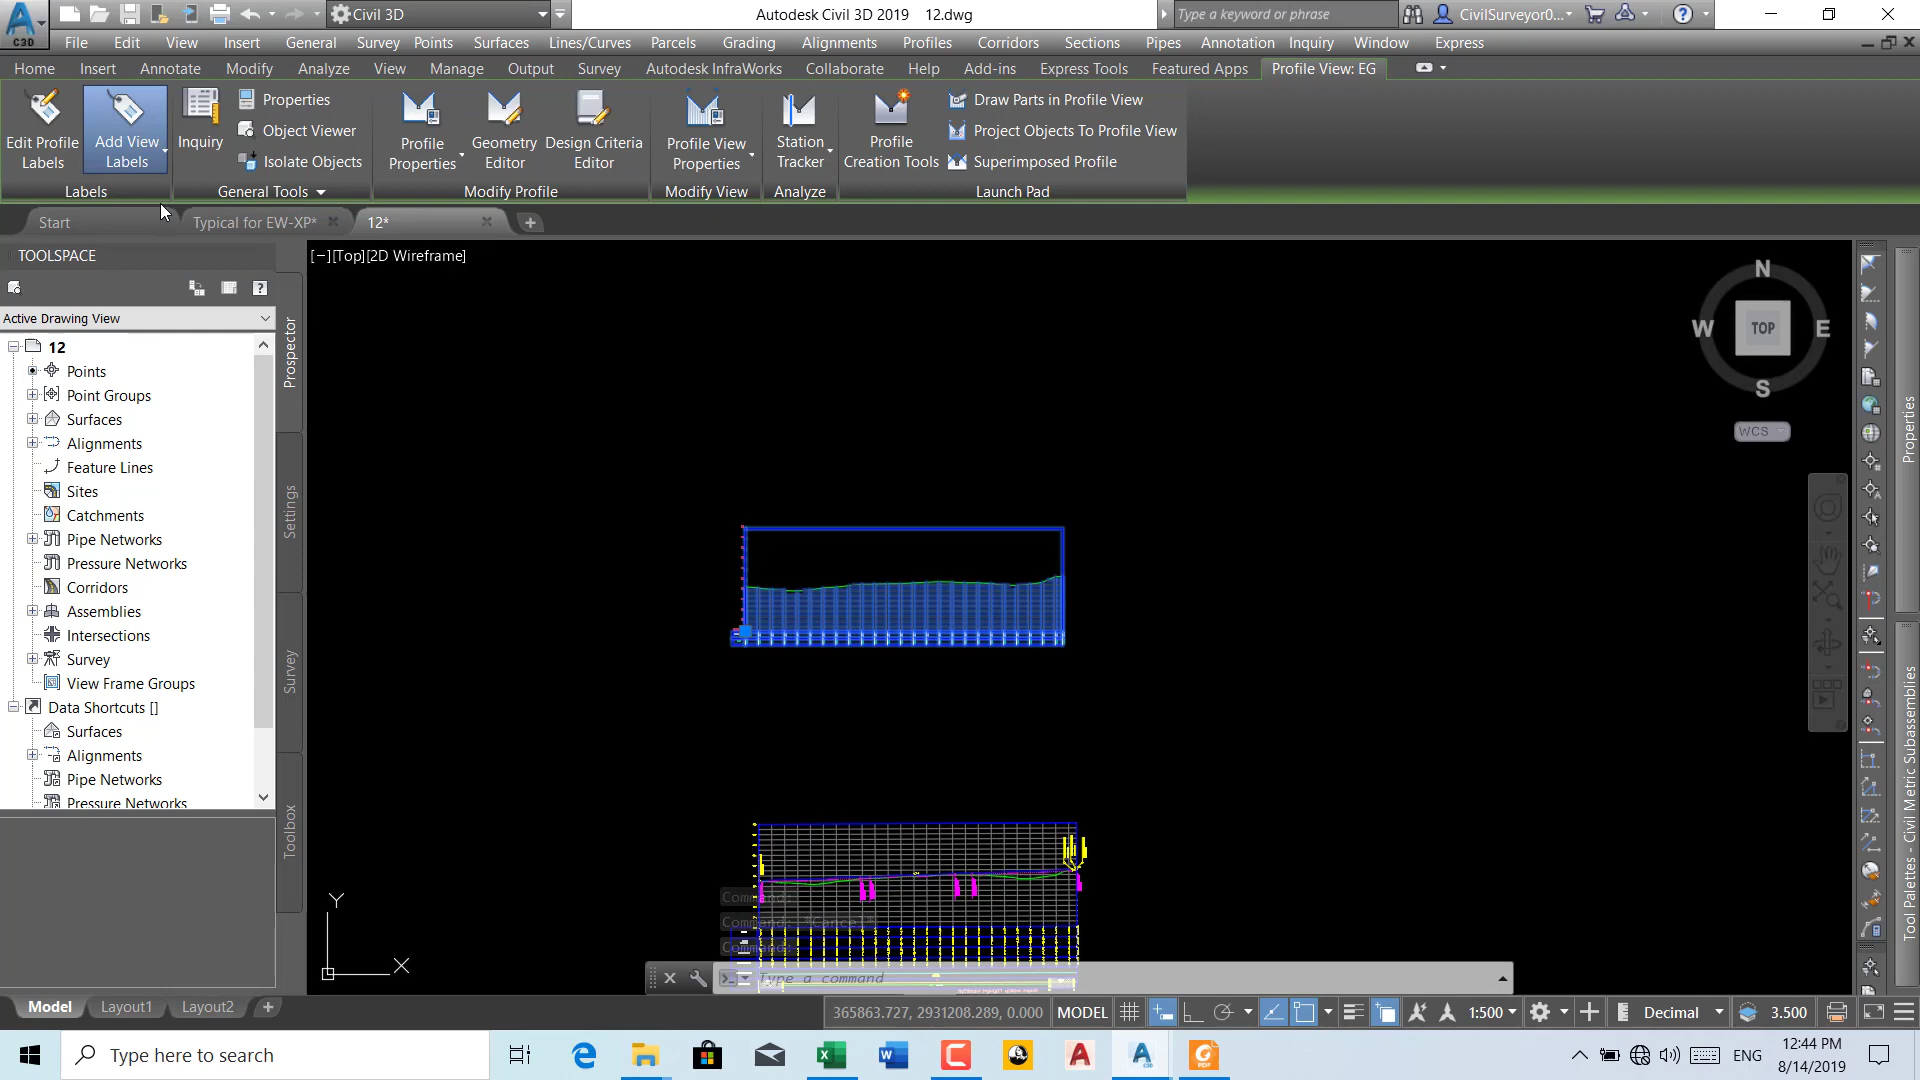 Civil 3D
Autodesk Civil 3D 2019 12.dwg
Type a keyword or phrase
CivilSurveyor0...
C3D
File Edit View Insert General Survey Points Surfaces Lines/Curves Parcels Grading Alignments Profiles Corridors Sections Pipes Annotation Inquiry Window Express
Home Insert Annotate Modify Analyze View Manage Output Survey Autodesk InfraWorks Collaborate Help Add-ins Express Tools Featured Apps Profile View: EG
Edit Profile Labels
Add View Labels
Inquiry
Properties
Object Viewer
Isolate Objects
Profile Properties
Geometry Editor
Design Criteria Editor
Profile View Properties
Station Tracker
Profile Creation Tools
Draw Parts in Profile View
Project Objects To Profile View
Superimposed Profile
Labels General Tools Modify Profile Modify View Analyze Launch Pad
Start Typical for EW-XP* 12*
TOOLSPACE
[−][Top][2D Wireframe]
Active Drawing View
12
Points
Point Groups
Surfaces
Alignments
Feature Lines
Sites
Catchments
Pipe Networks
Pressure Networks
Corridors
Assemblies
Intersections
Survey
View Frame Groups
Data Shortcuts []
Surfaces
Alignments
Pipe Networks
Pressure Networks
Prospector
Settings
Survey
Toolbox
N
W TOP E
S
WCS
Properties
Tool Palettes - Civil Metric Subassemblies
Y
X
Command:
Command: *Cancel*
Command:
Type a command
Model Layout1 Layout2
365863.727, 2931208.289, 0.000 MODEL 1:500 Decimal 3.500
Type here to search
ENG
12:44 PM
8/14/2019